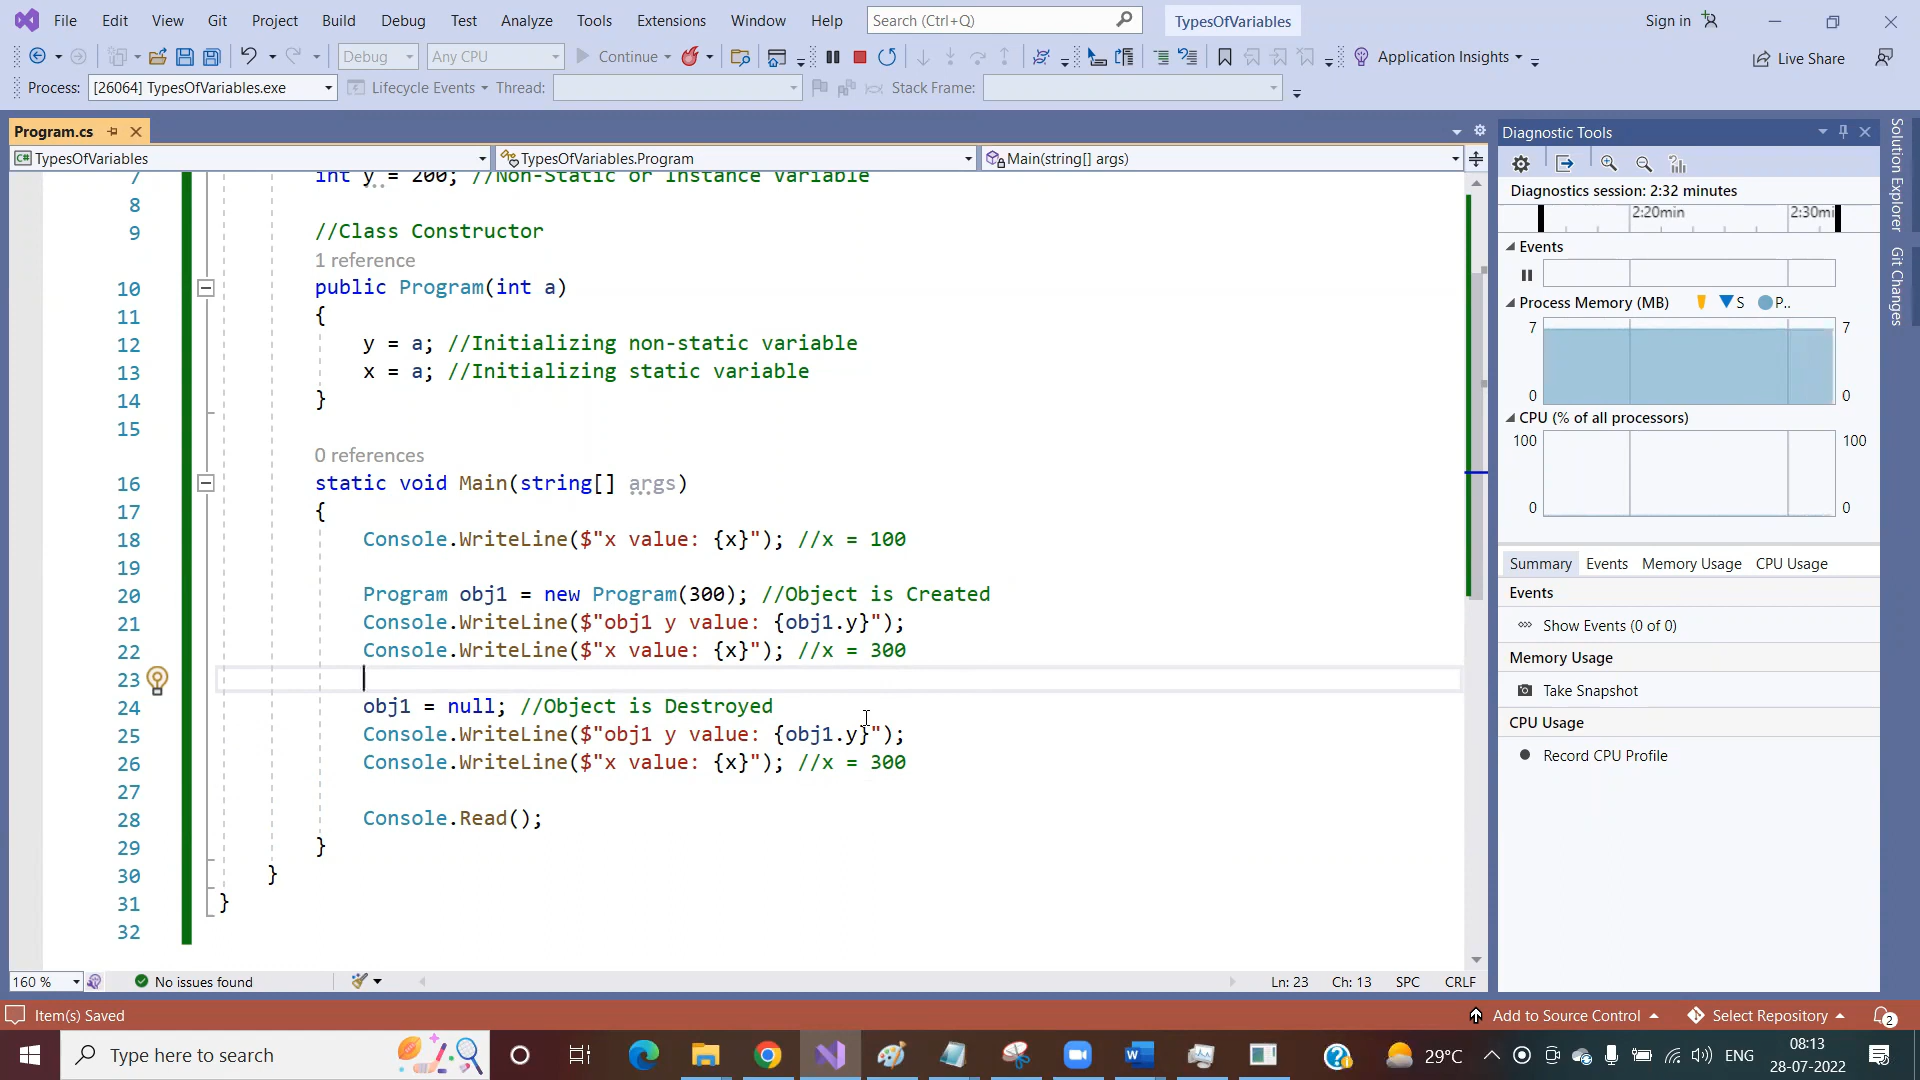 File Edit View Git Project Build Debug Test Analyze Tools Extensions Window Help Search (Ctrl+Q) TypesOfVariables Sign in
Debug Any CPU Continue Application Insights Live Share
Process: [26064] TypesOfVariables.exe Lifecycle Events Thread: Stack Frame:
Program.cs
TypesOfVariables TypesOfVariables.Program Main(string[] args)
7 int y = 200; //Non-Static or Instance variable
8
9 //Class Constructor
1 reference
10 public Program(int a)
11 {
12 y = a; //Initializing non-static variable
13 x = a; //Initializing static variable
14 }
15
0 references
16 static void Main(string[] args)
17 {
18 Console.WriteLine($"x value: {x}"); //x = 100
19
20 Program obj1 = new Program(300); //Object is Created
21 Console.WriteLine($"obj1 y value: {obj1.y}");
22 Console.WriteLine($"x value: {x}"); //x = 300
23
24 obj1 = null; //Object is Destroyed
25 Console.WriteLine($"obj1 y value: {obj1.y}");
26 Console.WriteLine($"x value: {x}"); //x = 300
27
28 Console.Read();
29 }
30 }
31 }
32
160 % No issues found Ln: 23 Ch: 13 SPC CRLF
Diagnostic Tools
Diagnostics session: 2:32 minutes
2:20min 2:30mi
Events
Process Memory (MB) S P..
7 7
0 0
CPU (% of all processors)
100 100
0 0
Summary Events Memory Usage CPU Usage
Events
Show Events (0 of 0)
Memory Usage
Take Snapshot
CPU Usage
Record CPU Profile
Solution Explorer
Git Changes
Item(s) Saved Add to Source Control Select Repository 2
Type here to search 29°C ENG 08:13
28-07-2022